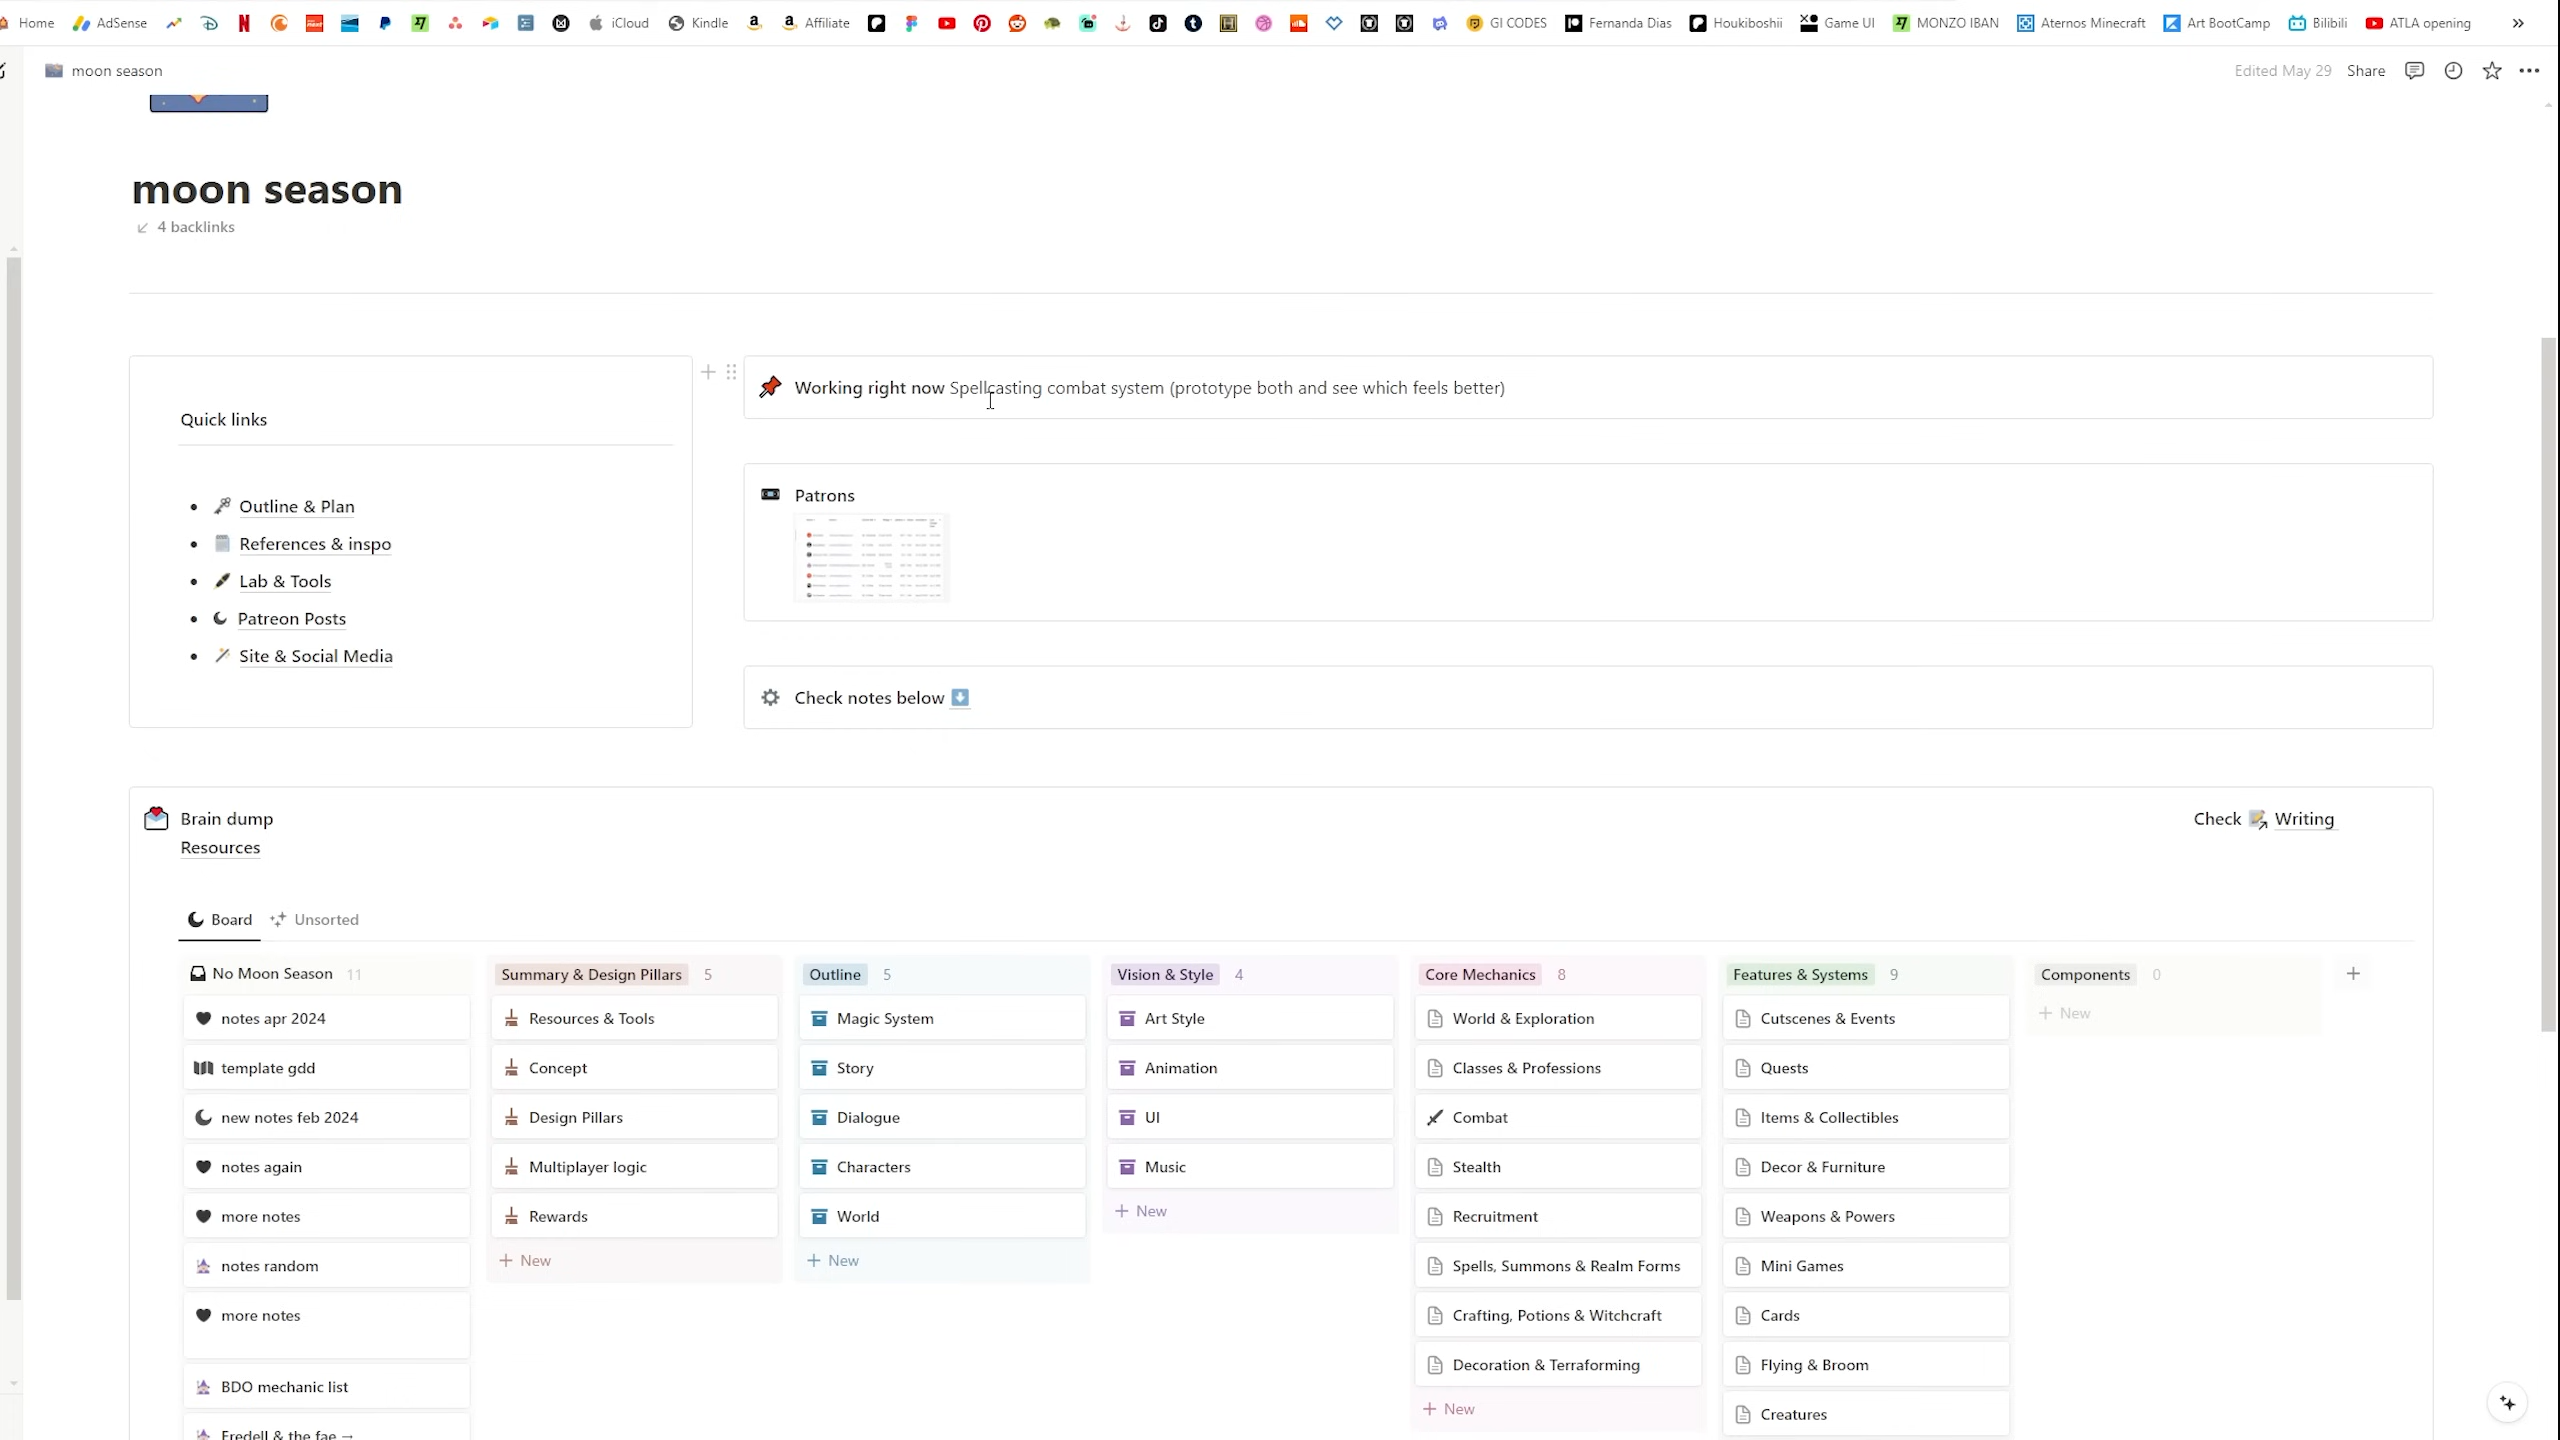 Home AdSense iCloud Kindle Affiliate GI CODES Fernanda Dias Houkiboshii Game UI MONZO IBAN Aternos Minecraft Art BootCamp Bilibili ATLA opening »
moon season Edited May 29 Share
moon season
4 backlinks
Quick links
Outline & Plan
References & inspo
Lab & Tools
Patreon Posts
Site & Social Media
Working right now Spellcasting combat system (prototype both and see which feels better)
Patrons
Check notes below
Brain dump
Resources
Check Writing
Board Unsorted
No Moon Season 11
notes apr 2024
template gdd
new notes feb 2024
notes again
more notes
notes random
more notes
BDO mechanic list
Fredell & the fae →
Summary & Design Pillars 5
Resources & Tools
Concept
Design Pillars
Multiplayer logic
Rewards
+ New
Outline 5
Magic System
Story
Dialogue
Characters
World
+ New
Vision & Style 4
Art Style
Animation
UI
Music
+ New
Core Mechanics 8
World & Exploration
Classes & Professions
Combat
Stealth
Recruitment
Spells, Summons & Realm Forms
Crafting, Potions & Witchcraft
Decoration & Terraforming
+ New
Features & Systems 9
Cutscenes & Events
Quests
Items & Collectibles
Decor & Furniture
Weapons & Powers
Mini Games
Cards
Flying & Broom
Creatures
Components 0
+ New